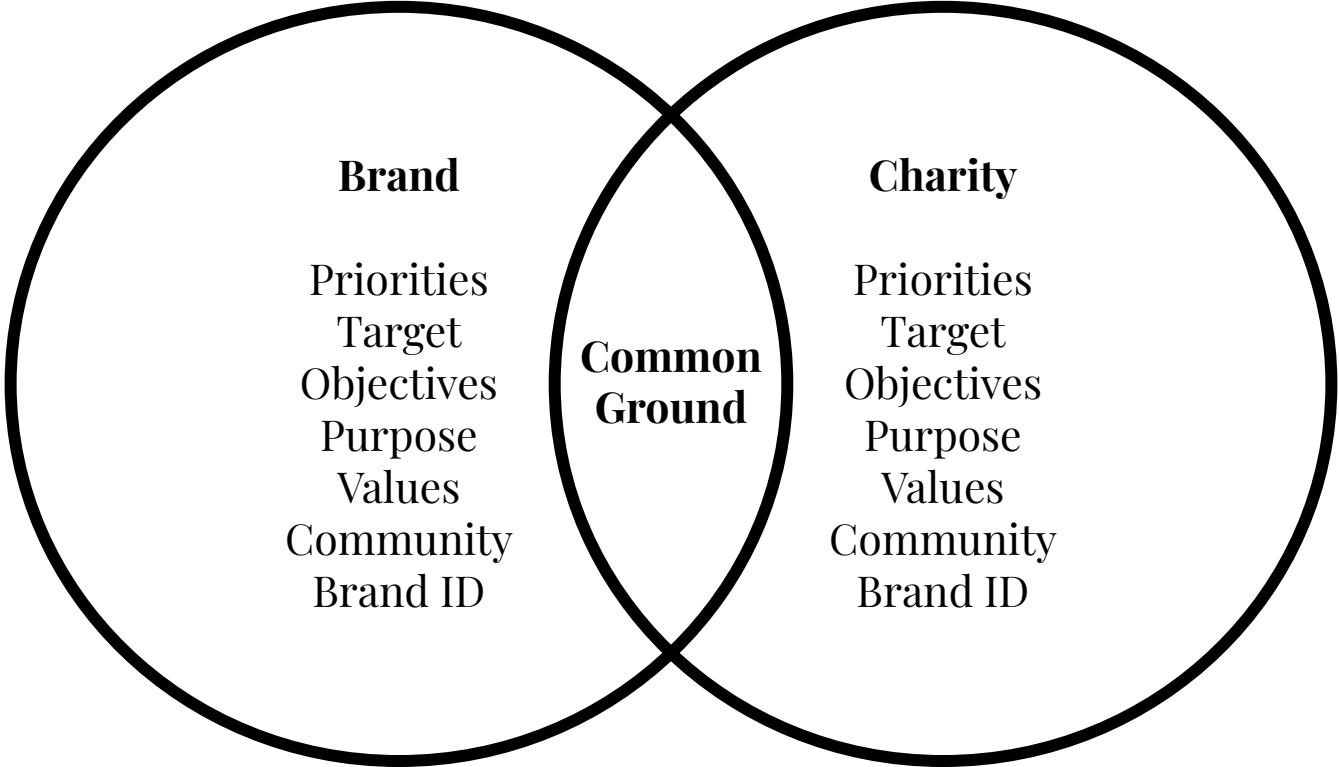 Brand
Priorities
Target
Objectives
Purpose
Values
Community
Brand ID
Common
Ground
Charity
Priorities
Target
Objectives
Purpose
Values
Community
Brand ID